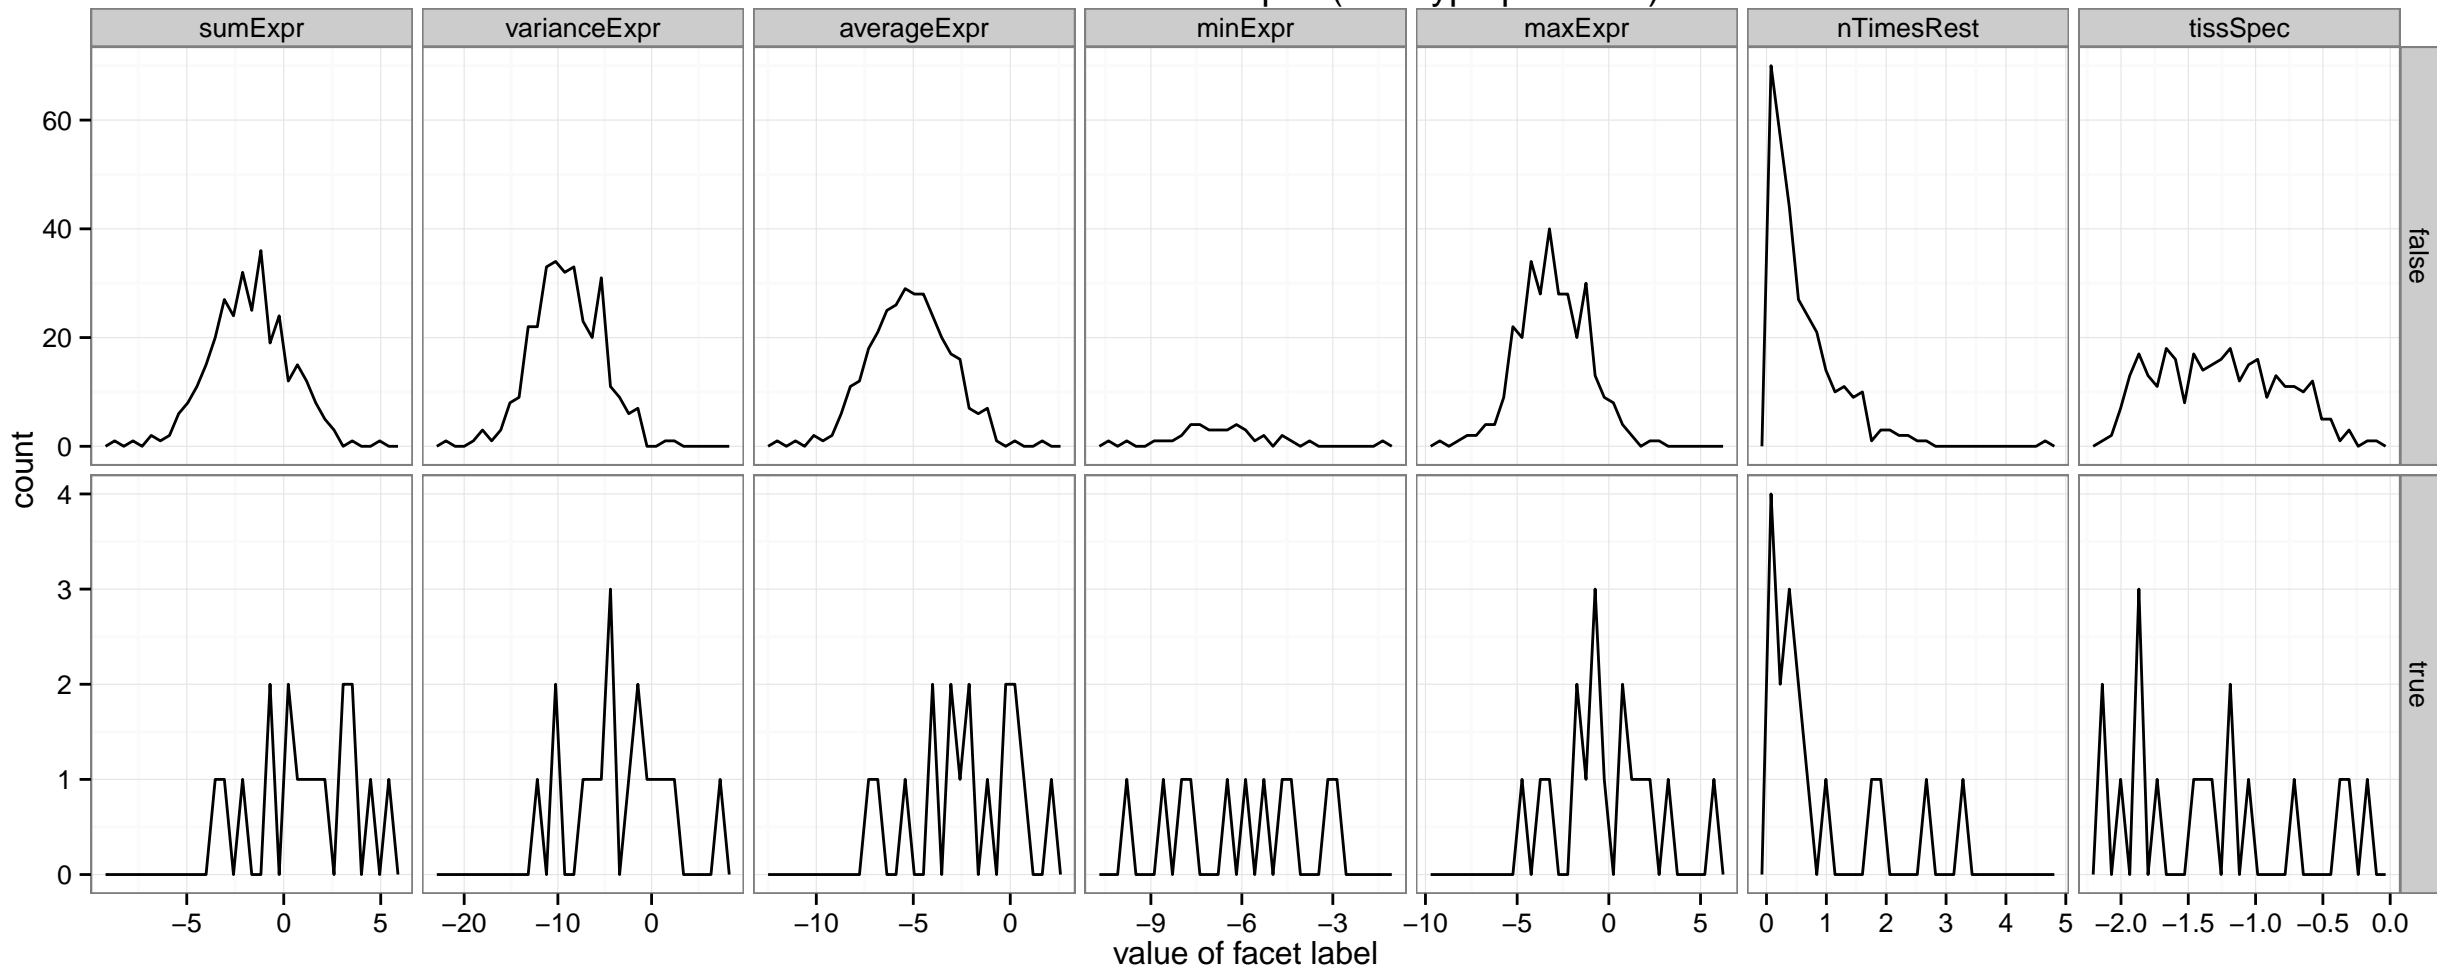 sumExpr varianceExpr averageExpr minExpr maxExpr nTimesRest tissSpec
60
40
20
0
false
4
3
2
1
0
true
count
−5 0 5 −20 −10 0 −10 −5 0 −9 −6 −3 −10 −5 0 5 0 1 2 3 4 5 −2.0 −1.5 −1.0 −0.5 0.0
value of facet label